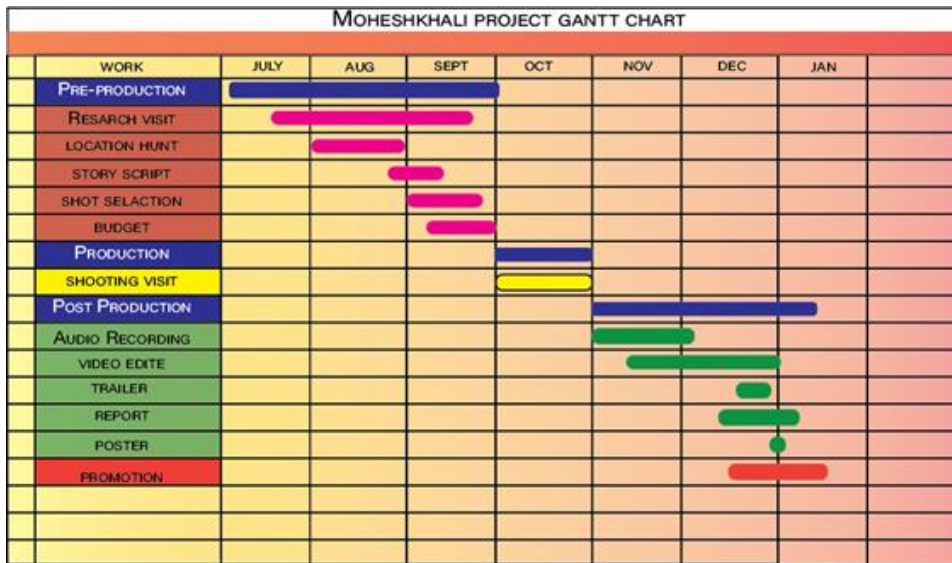 MOHESHKHALI PROJECT GANTT CHART
WORK JULY AUG SEPT OCT NOV DEC JAN
PRE-PRODUCTION
RESARCH VISIT
LOCATION HUNT
STORY SCRIPT
SHOT SELACTION
BUDGET
PRODUCTION
SHOOTING VISIT
POST PRODUCTION
AUDIO RECORDING
VIDEO EDITE
TRAILER
REPORT
POSTER
PROMOTION